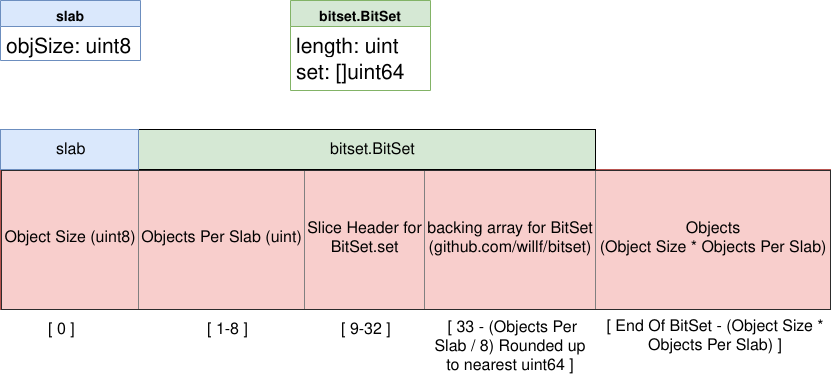 slab
objSize: uint8
bitset.BitSet
length: uint
set: []uint64
slab
bitset.BitSet
Object Size (uint8)
Objects Per Slab (uint)
Slice Header for
BitSet.set
backing array for BitSet
(github.com/willf/bitset)
Objects
(Object Size * Objects Per Slab)
[ 0 ]
[ 1-8 ]
[ 9-32 ]
[ 33 - (Objects Per
Slab / 8) Rounded up
to nearest uint64 ]
[ End Of BitSet - (Object Size *
Objects Per Slab) ]